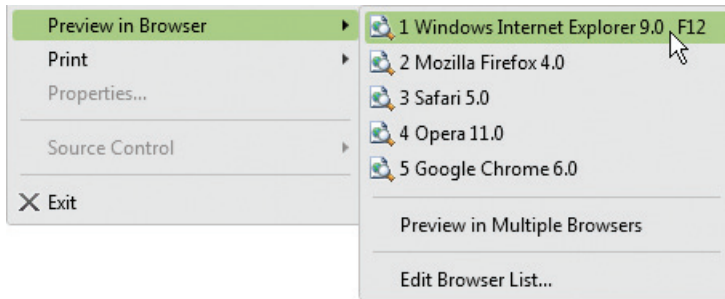 Preview in Browser
Print
Properties...
Source Control
Exit
1 Windows Internet Explorer 9.0 F12
2 Mozilla Firefox 4.0
3 Safari 5.0
4 Opera 11.0
5 Google Chrome 6.0
Preview in Multiple Browsers
Edit Browser List...